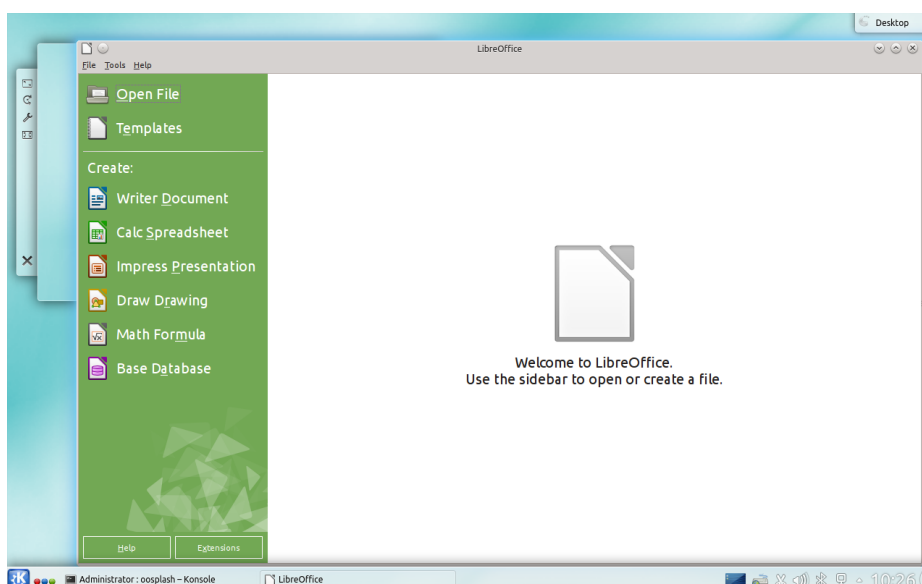 Desktop
LibreOffice
File Tools Help
Open File
Templates
Create:
Writer Document
Calc Spreadsheet
Impress Presentation
Draw Drawing
Math Formula
Base Database
Welcome to LibreOffice.
Use the sidebar to open or create a file.
Help Extensions
Administrator : oosplash – Konsole LibreOffice 10:26